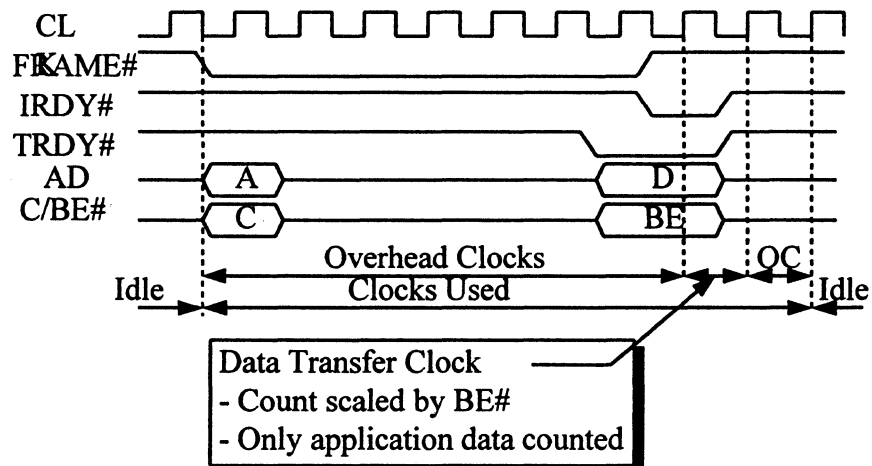 CLK
FRAME#
IRDY#
TRDY#
AD
A
D
C/BE#
C
BE
Overhead Clocks
OC
Idle
Clocks Used
Idle
Data Transfer Clock
- Count scaled by BE#
- Only application data counted